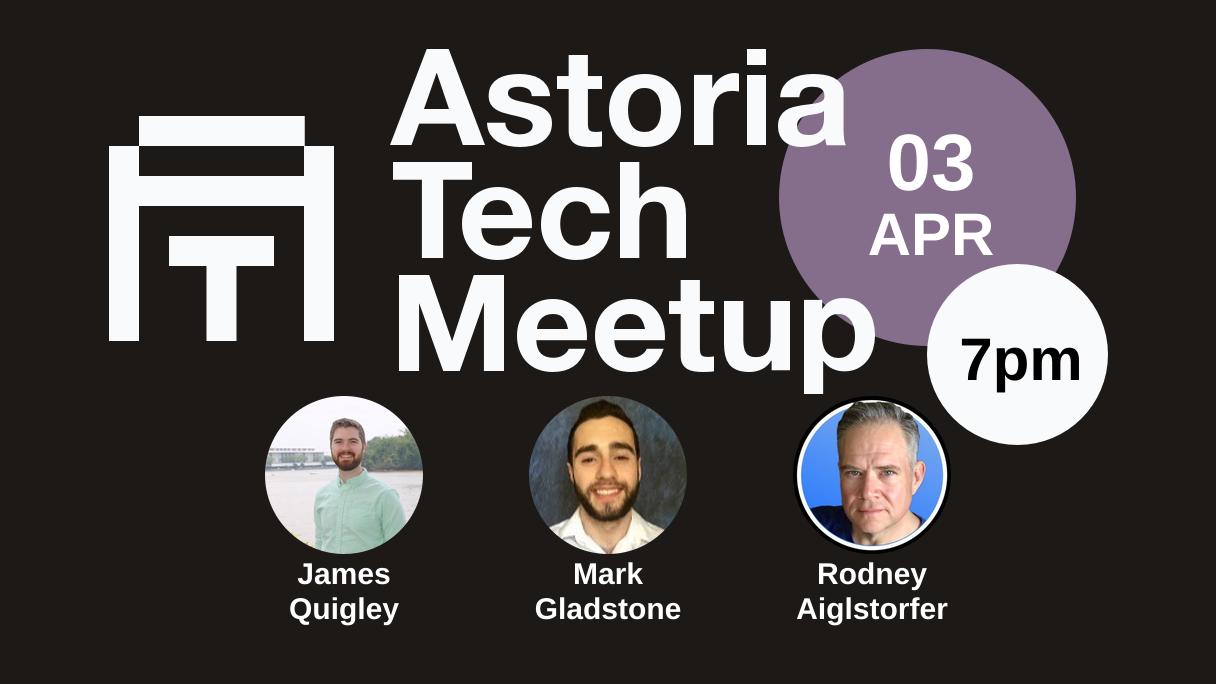 Astoria
Tech
Meetup
03
APR
7pm
James
Quigley
Mark
Gladstone
Rodney
Aiglstorfer